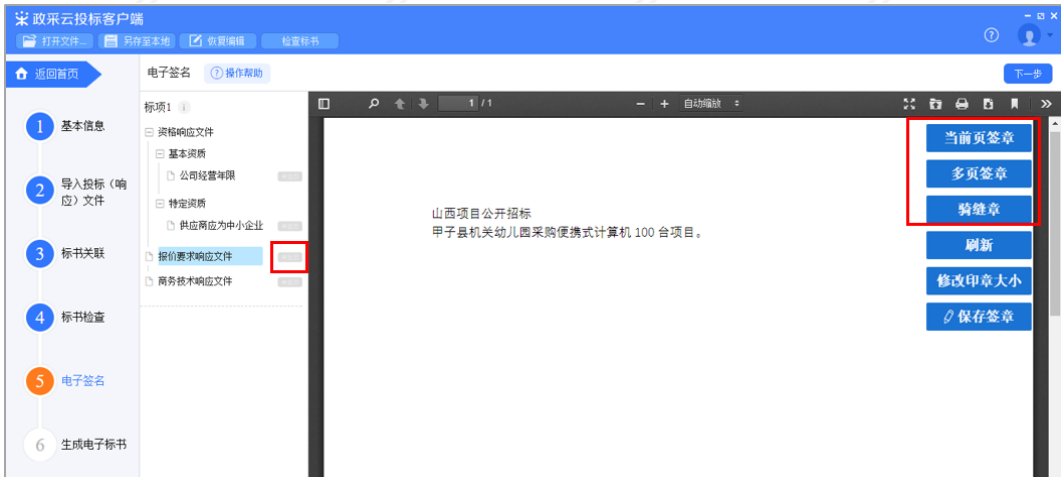 政采云投标客户端
打开文件... 另存至本地 恢复编辑 检查标书
返回首页 电子签名 ? 操作帮助 下一步
1 基本信息
2 导入投标（响
应）文件
3 标书关联
4 标书检查
5 电子签名
6 生成电子标书
标项1
资格响应文件
基本资质
公司经营年限
特定资质
供应商应为中小企业
报价要求响应文件
商务技术响应文件
1 / 1 自动缩放
山西项目公开招标
甲子县机关幼儿园采购便携式计算机 100 台项目。
当前页签章
多页签章
骑缝章
刷新
修改印章大小
保存签章